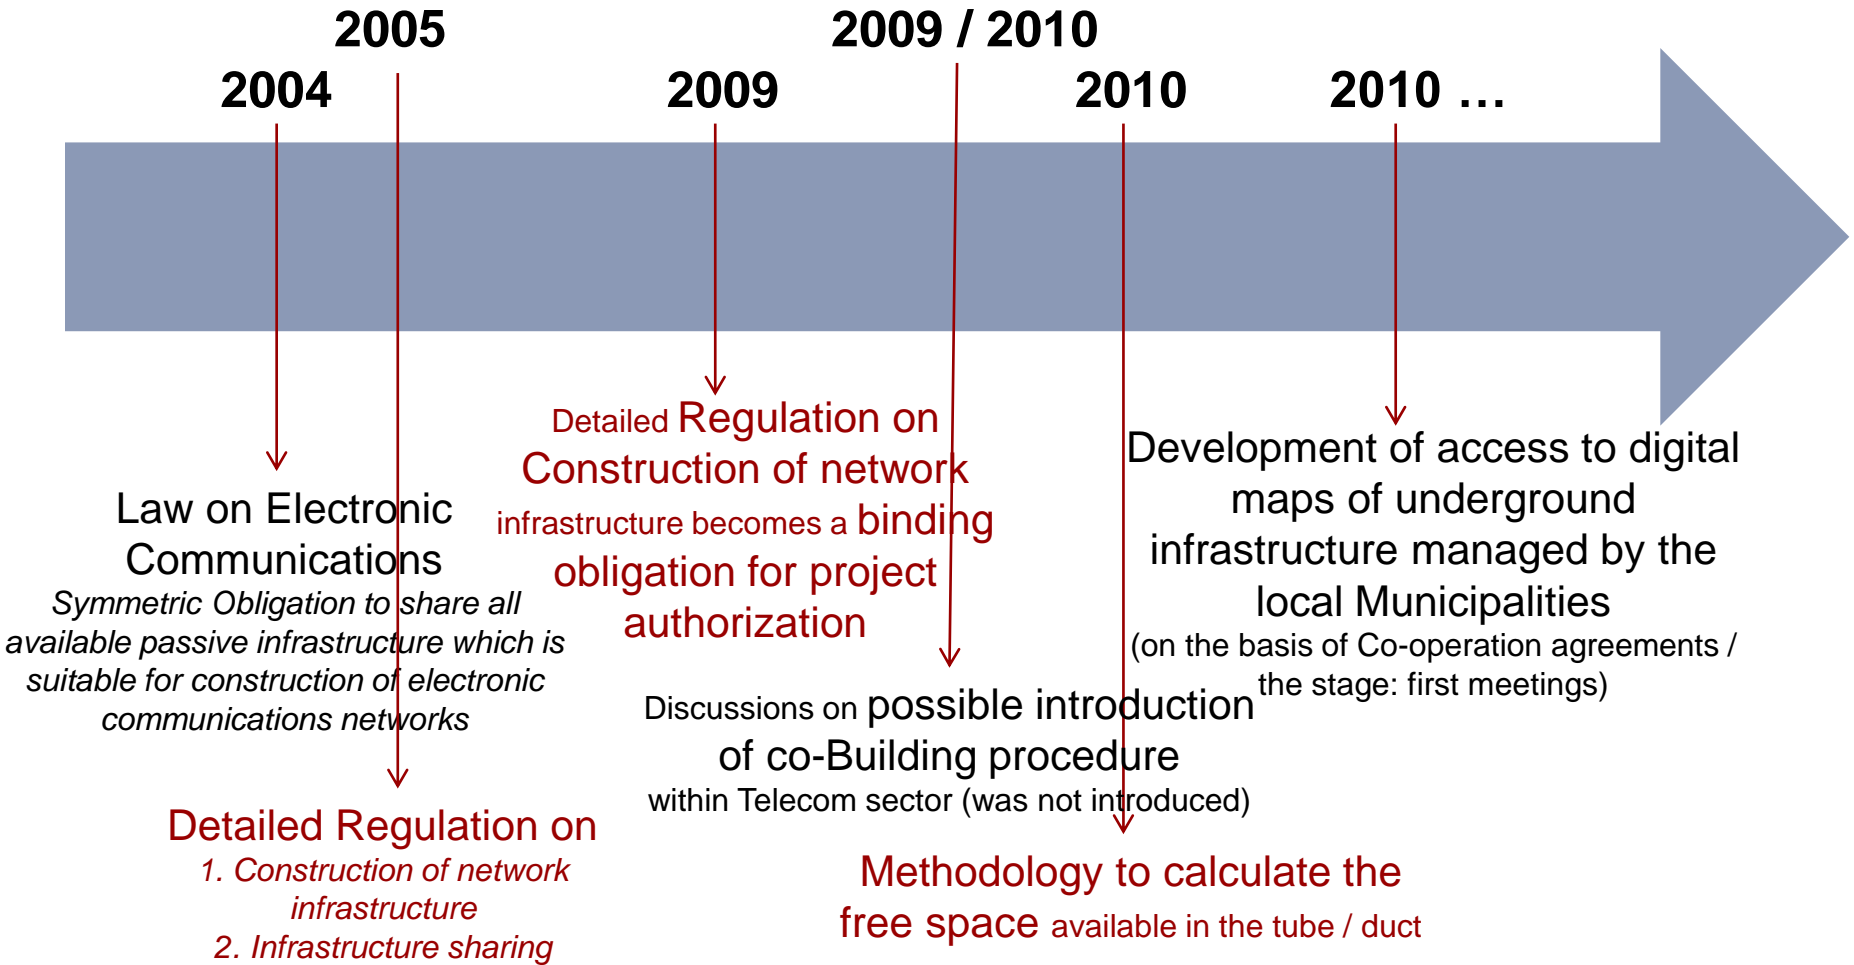 2005
2009 / 2010
2004
2009
2010
2010 …
Law on Electronic
Communications
Symmetric Obligation to share all
available passive infrastructure which is
suitable for construction of electronic
communications networks
Detailed Regulation on
1. Construction of network
infrastructure
2. Infrastructure sharing
Detailed Regulation on
Construction of network
infrastructure becomes a binding
obligation for project
authorization
Discussions on possible introduction
of co-Building procedure
within Telecom sector (was not introduced)
Methodology to calculate the
free space available in the tube / duct
Development of access to digital
maps of underground
infrastructure managed by the
local Municipalities
(on the basis of Co-operation agreements /
the stage: first meetings)